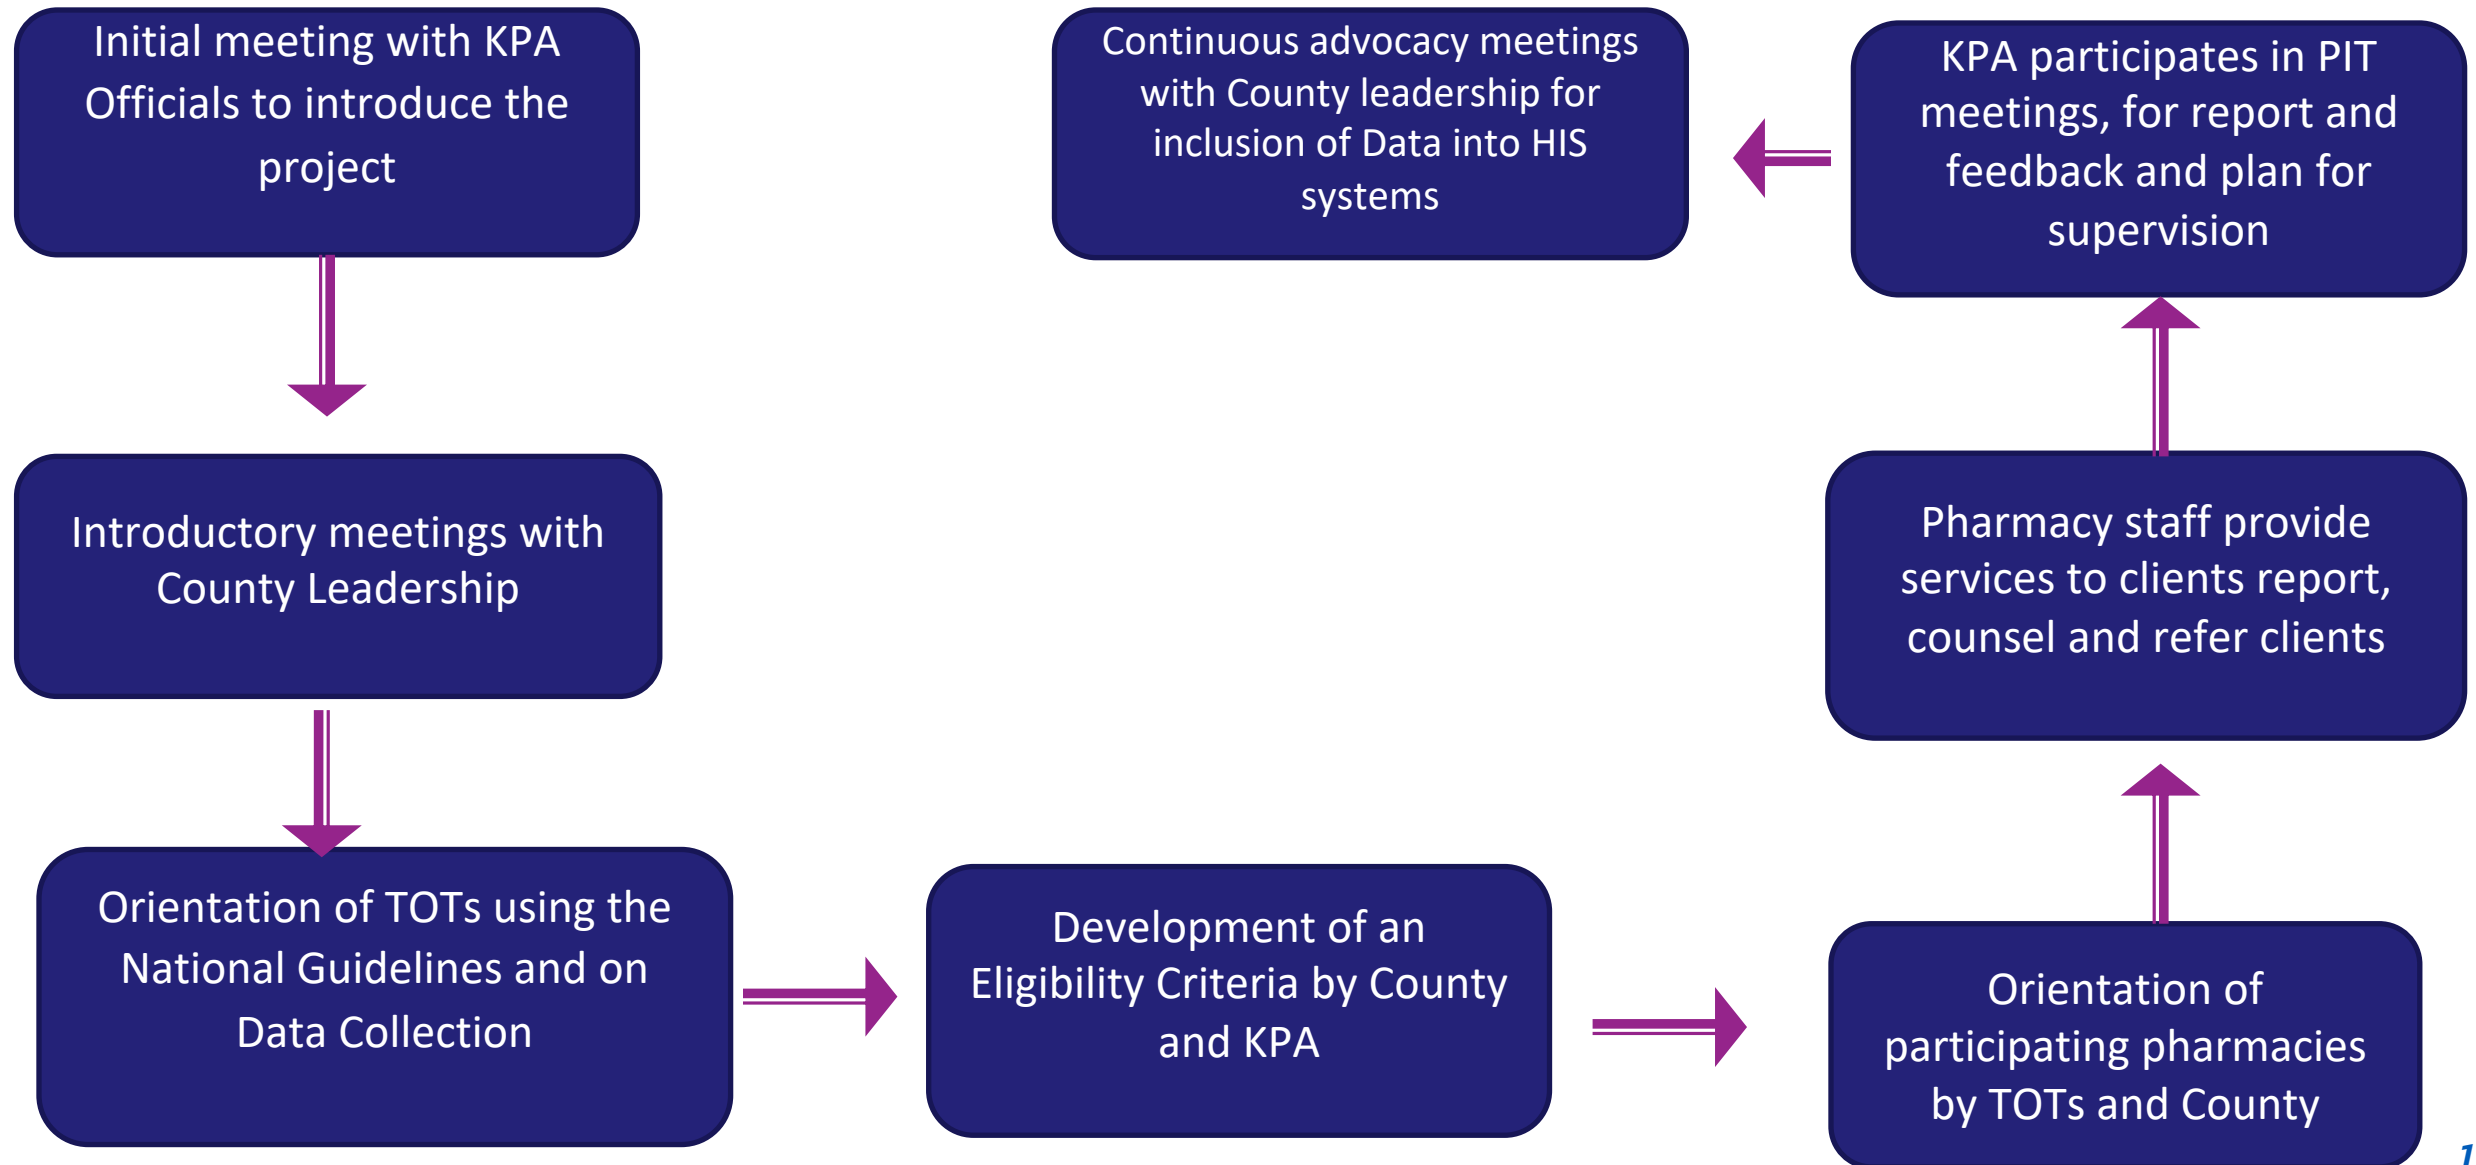 Initial meeting with KPA
Officials to introduce the
project
Introductory meetings with
County Leadership
Orientation of TOTs using the
National Guidelines and on
Data Collection
Development of an
Eligibility Criteria by County
and KPA
Orientation of
participating pharmacies
by TOTs and County
Pharmacy staff provide
services to clients report,
counsel and refer clients
KPA participates in PIT
meetings, for report and
feedback and plan for
supervision
Continuous advocacy meetings
with County leadership for
inclusion of Data into HIS
systems
1